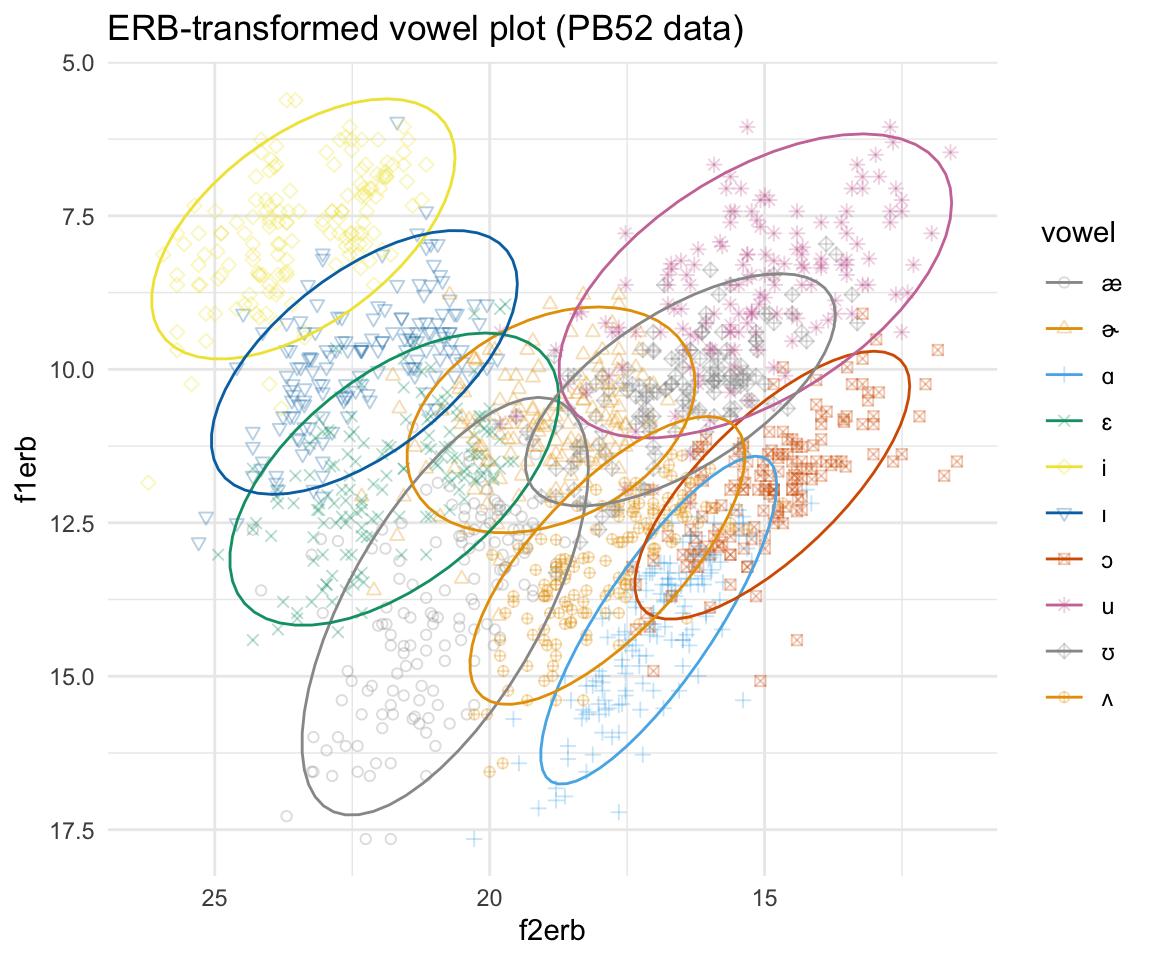 ERB-transformed vowel plot (PB52 data)
5.0
7.5
10.0
12.5
15.0
17.5
f1erb
25
20
15
f2erb
vowel
æ
ɚ
ɑ
ɛ
i
ɪ
ɔ
u
ʊ
ʌ